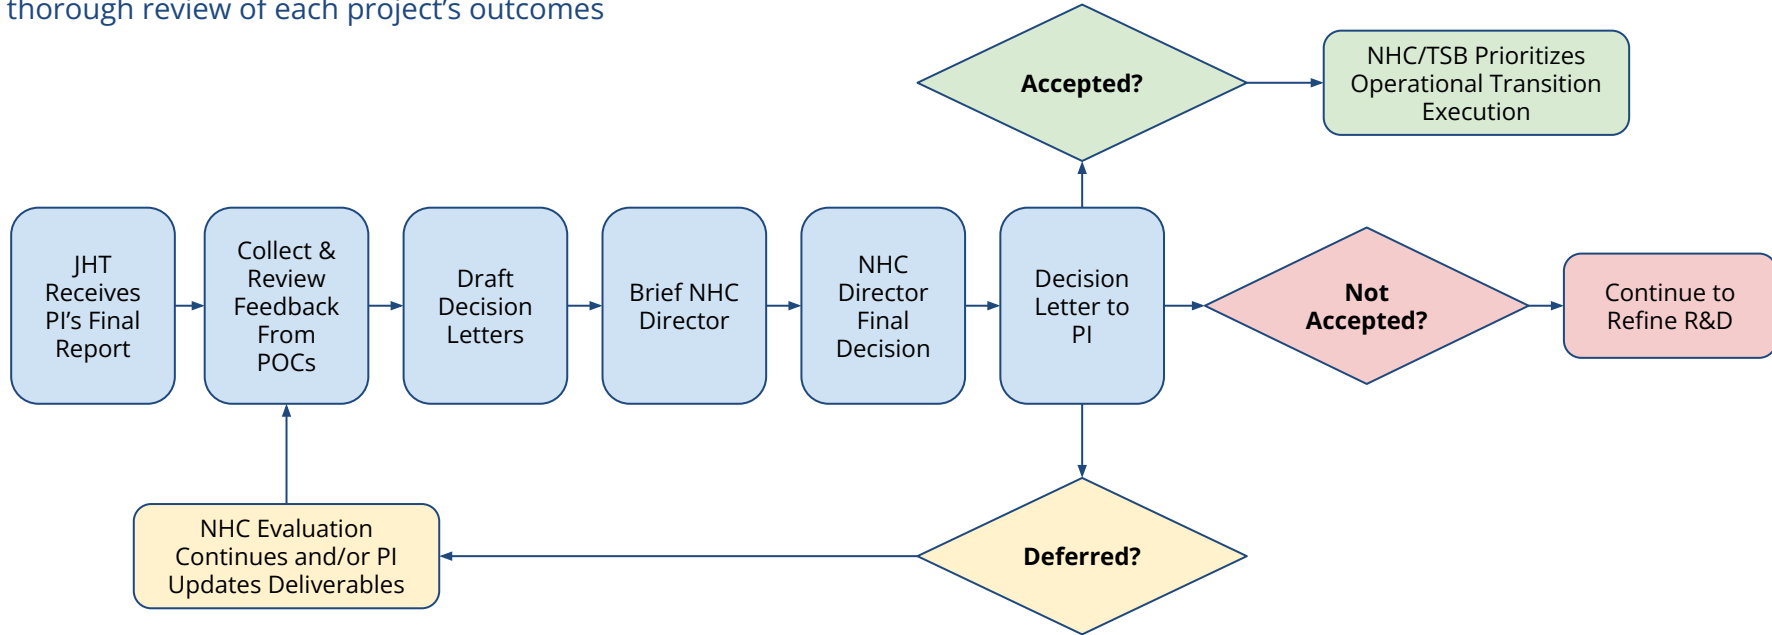 thorough review of each project's outcomes
Accepted?
NHC/TSB Prioritizes
Operational Transition
Execution
JHT
Receives
PI's Final
Report
Collect &
Review
Feedback
From
POCs
Draft
Decision
Letters
Brief NHC
Director
NHC
Director
Final
Decision
Decision
Letter to
PI
Not
Accepted?
Continue to
Refine R&D
NHC Evaluation
Continues and/or PI
Updates Deliverables
Deferred?